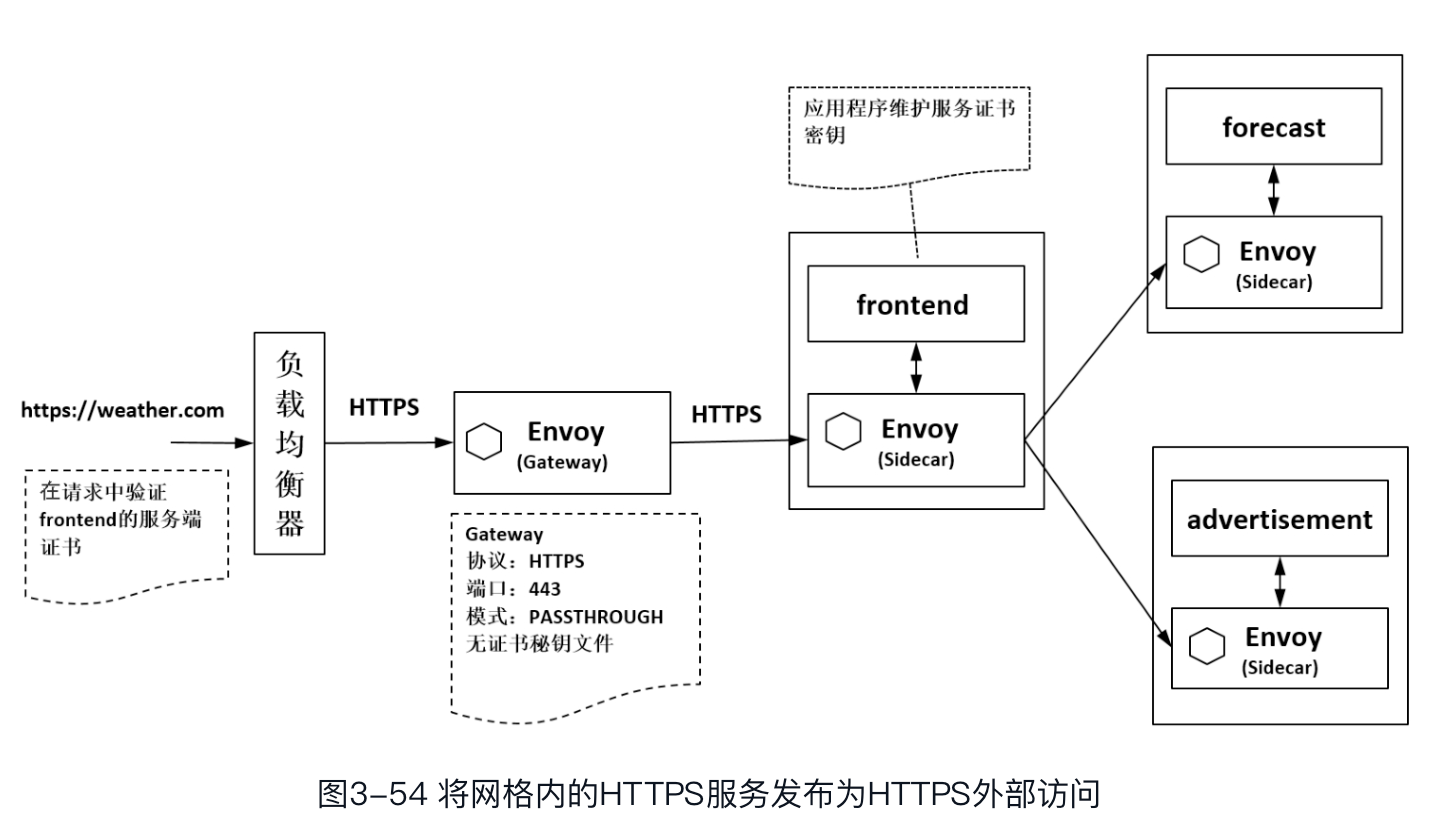 https://weather.com
在请求中验证
frontend的服务端
证书
负
载
均
衡
器
HTTPS
Envoy
(Gateway)
Gateway
协议：HTTPS
端口：443
模式：PASSTHROUGH
无证书秘钥文件
HTTPS
应用程序维护服务证书
密钥
frontend
Envoy
(Sidecar)
forecast
Envoy
(Sidecar)
advertisement
Envoy
(Sidecar)
图3-54 将网格内的HTTPS服务发布为HTTPS外部访问